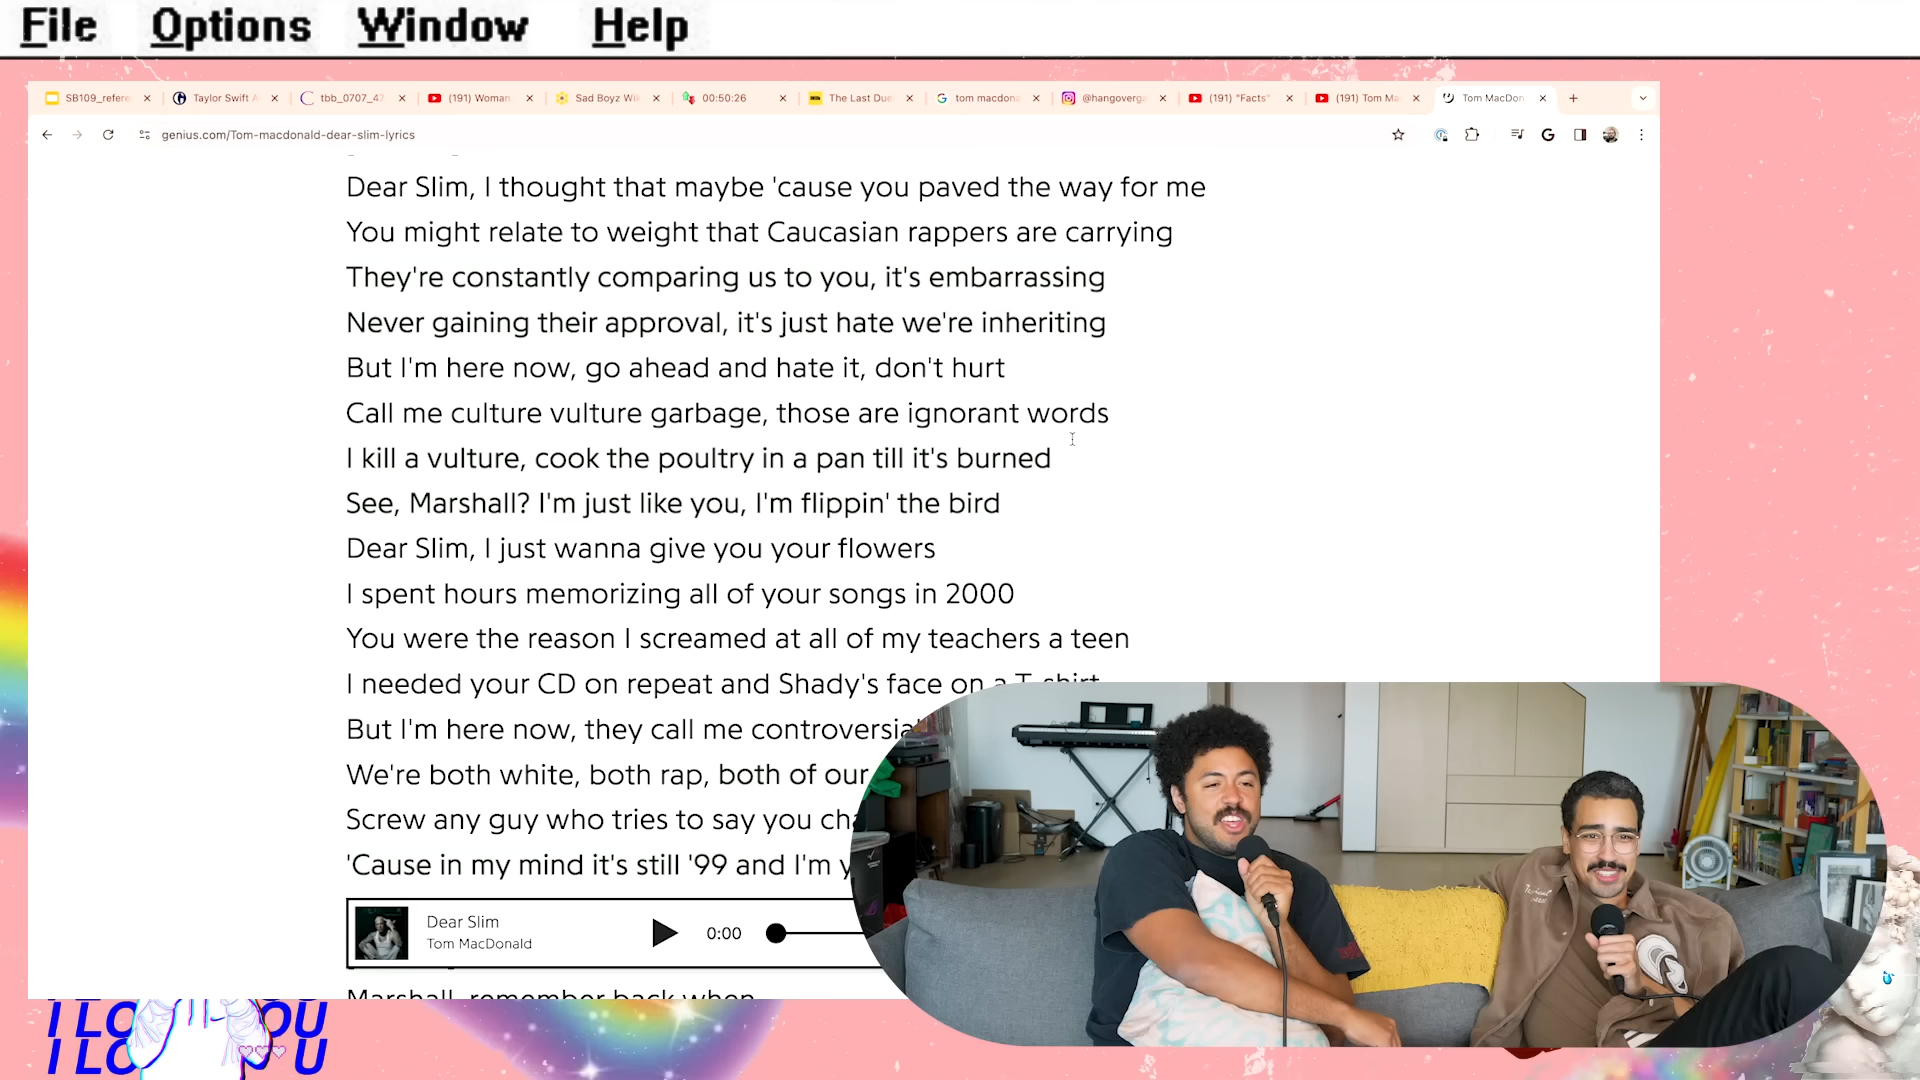 File Options Window Help
SB109_refere Taylor Swift A tbb_0707_47 (191) Woman Sad Boyz Wi 00:50:26 The Last Due tom macdona @hangoverga (191) "Facts" (191) Tom Ma Tom MacDon
genius.com/Tom-macdonald-dear-slim-lyrics
Dear Slim, I thought that maybe 'cause you paved the way for me
You might relate to weight that Caucasian rappers are carrying
They're constantly comparing us to you, it's embarrassing
Never gaining their approval, it's just hate we're inheriting
But I'm here now, go ahead and hate it, don't hurt
Call me culture vulture garbage, those are ignorant words
I kill a vulture, cook the poultry in a pan till it's burned
See, Marshall? I'm just like you, I'm flippin' the bird
Dear Slim, I just wanna give you your flowers
I spent hours memorizing all of your songs in 2000
You were the reason I screamed at all of my teachers a teen
I needed your CD on repeat and Shady's face on a T-shirt
But I'm here now, they call me controversial
We're both white, both rap, both of our
Screw any guy who tries to say you cha
'Cause in my mind it's still '99 and I'm y
Dear Slim
Tom MacDonald
0:00
Marshall, remember back when
I LO OU
I LO U